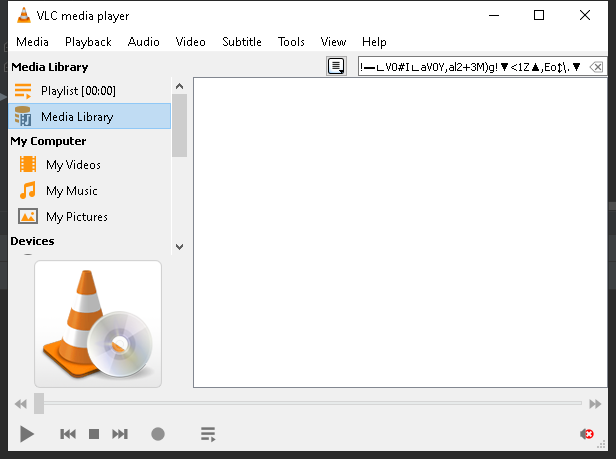 VLC media player
Media Playback Audio Video Subtitle Tools View Help
Media Library
!▬∟V0#I∟aV0Y,al2+3M)g!▼<1Z▲,Eo‡\.▼
Playlist [00:00]
Media Library
My Computer
My Videos
My Music
My Pictures
Devices